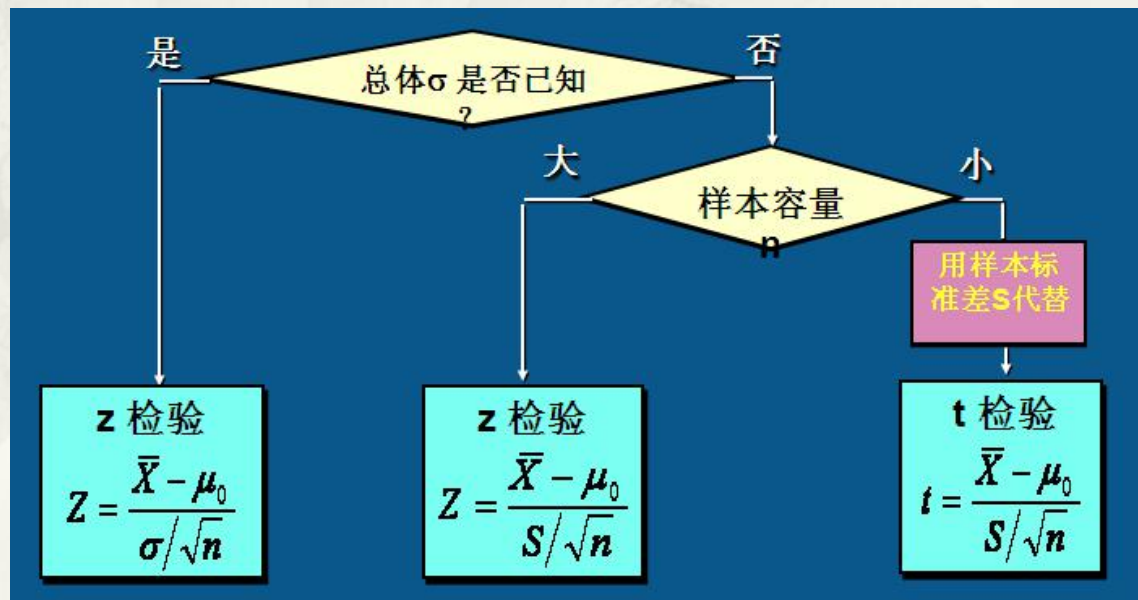 是
否
总体σ 是否已知
?
大
小
样本容量
n
用样本标
准差S代替
z 检验
Z = (X̄ − μ₀) / (σ/√n)
z 检验
Z = (X̄ − μ₀) / (S/√n)
t 检验
t = (X̄ − μ₀) / (S/√n)